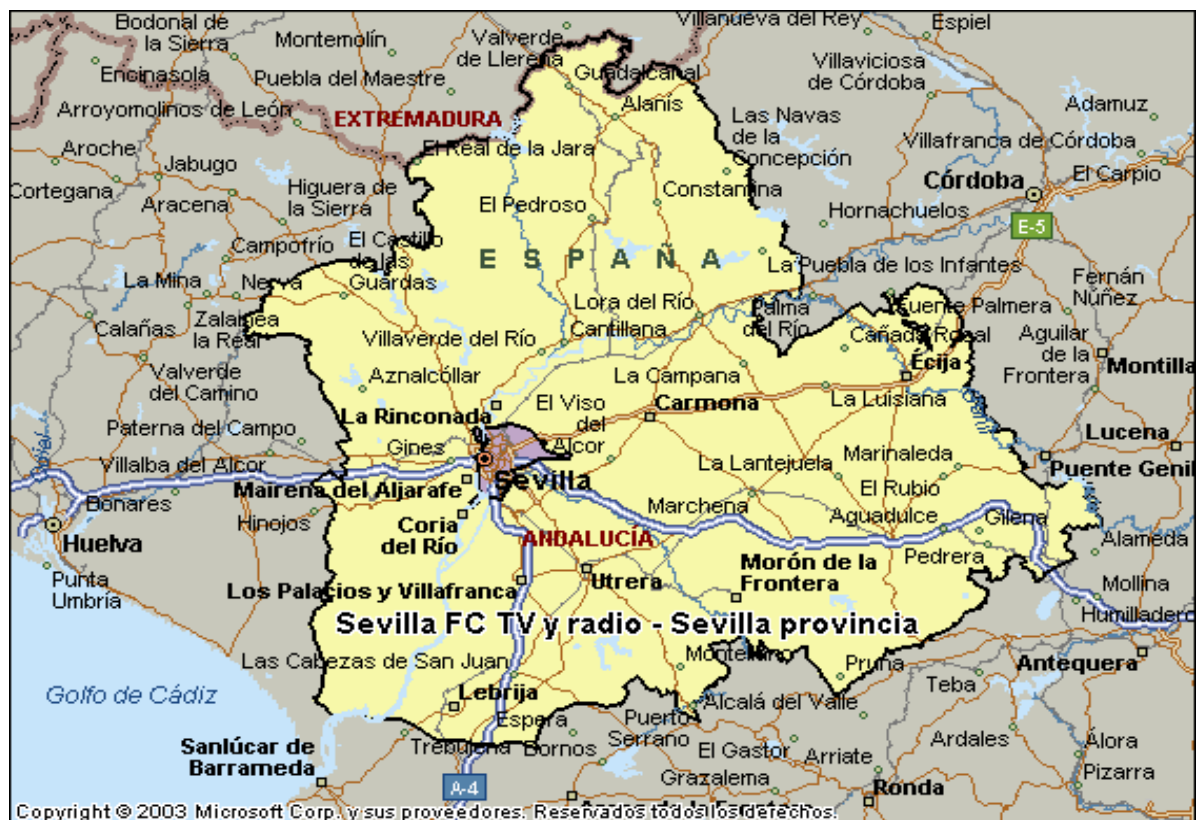 Bodonal de
la Sierra
Montemolín
Valverde
de Llerena
Villanueva del Rey
Espiel
Encinasola
Puebla del Maestre
Guadalcanal
Villaviciosa
de Córdoba
Arroyomolinos de León
EXTREMADURA
Alanís
Las Navas
de la
Concepción
Adamuz
Villafranca de Córdoba
Aroche
Jabugo
El Real de la Jara
Cortegana
Higuera de
la Sierra
Constantina
Córdoba
El Carpio
Aracena
El Pedroso
Hornachuelos
E-5
Campofrío
El Castillo
de las
Guardas
ESPAÑA
La Puebla de los Infantes
La Mina
Nerva
Fernán
Núñez
Zalamea
la Real
Lora del Río
Palma
del Río
Fuente Palmera
Calañas
Villaverde del Río
Cantillana
Cañada Rosal
Aguilar
de la
Frontera
Montilla
Valverde
del Camino
Aznalcóllar
La Campana
Écija
La Rinconada
El Viso
del
Alcor
Carmona
La Luisiana
Paterna del Campo
Gines
Lucena
Villalba del Alcor
Sevilla
La Lantejuela
Marinaleda
Puente Genil
Mairena del Aljarafe
El Rubio
Bonares
Hinojos
Coria
del Río
Marchena
Aguadulce
Gilena
Huelva
ANDALUCÍA
Pedrera
Alameda
Punta
Umbría
Los Palacios y Villafranca
Utrera
Morón de la
Frontera
Mollina
Humilladero
Sevilla FC TV y radio - Sevilla provincia
Las Cabezas de San Juan
Montellano
Pruna
Antequera
Golfo de Cádiz
Lebrija
Teba
Espera
Puerto
Serrano
Alcalá del Valle
Sanlúcar de
Barrameda
Trebujena
Bornos
El Gastor
Arriate
Ardales
Álora
A-4
Grazalema
Ronda
Pizarra
Copyright © 2003 Microsoft Corp. y sus proveedores. Reservados todos los derechos.